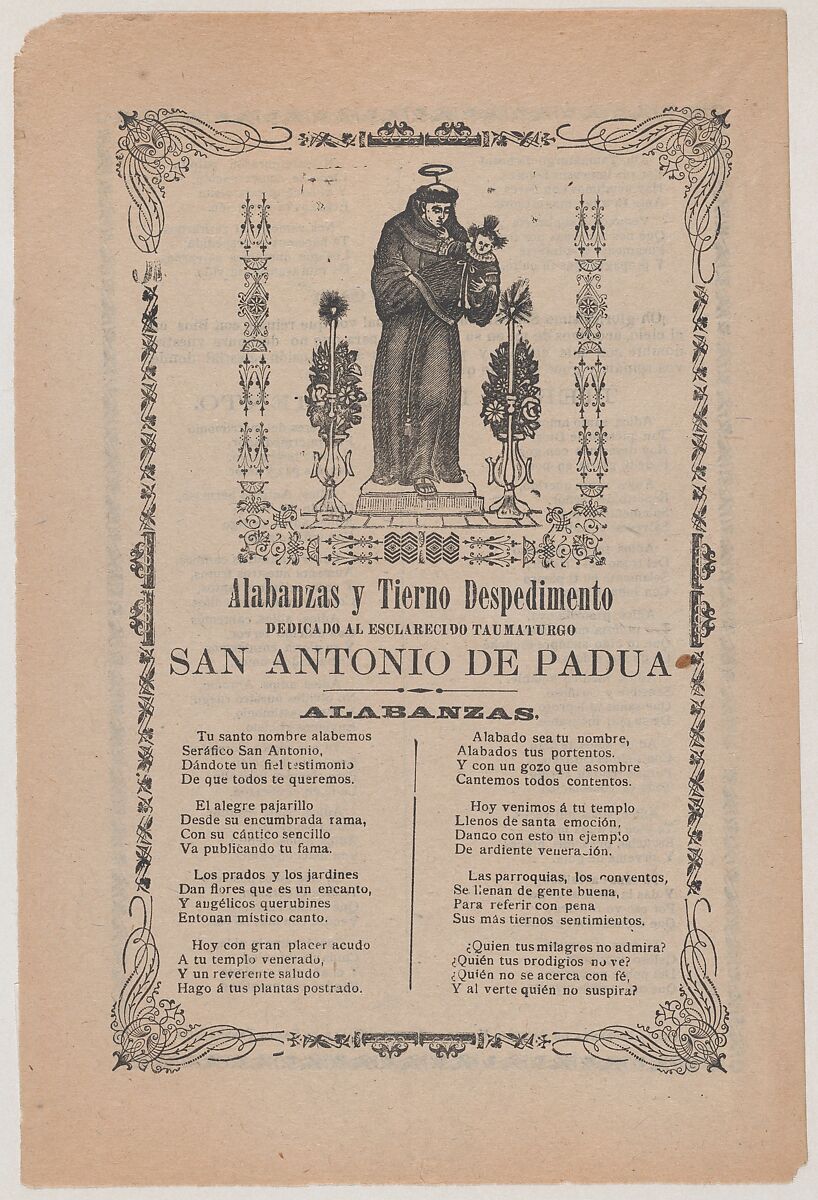 Alabanzas y Tierno Despedimento
DEDICADO AL ESCLARECIDO TAUMATURGO
SAN ANTONIO DE PADUA
ALABANZAS.
Tu santo nombre alabemos
Seráfico San Antonio,
Dándote un fiel testimonio
De que todos te queremos.
El alegre pajarillo
Desde su encumbrada rama,
Con su cántico sencillo
Va publicando tu fama.
Los prados y los jardines
Dan flores que es un encanto,
Y angélicos querubines
Entonan místico canto.
Hoy con gran placer acudo
A tu templo venerado,
Y un reverente saludo
Hago á tus plantas postrado.
Alabado sea tu nombre,
Alabados tus portentos.
Y con un gozo que asombre
Cantemos todos contentos.
Hoy venimos á tu templo
Llenos de santa emoción,
Dando con esto un ejemplo
De ardiente veneración.
Las parroquias, los conventos,
Se llenan de gente buena,
Para referir con pena
Sus más tiernos sentimientos.
¿Quien tus milagros no admira?
¿Quién tus prodigios no ve?
¿Quién no se acerca con fé,
Y al verte quién no suspira?